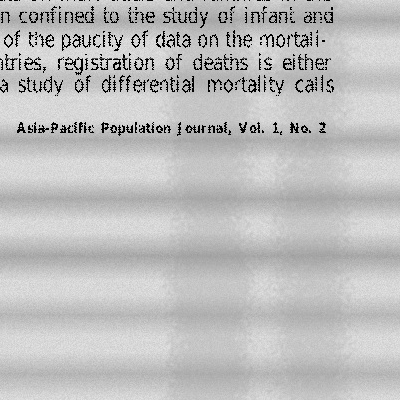 n confined to the study of infant and
of the paucity of data on the mortali-
ntries, registration of deaths is either
a study of differential mortality calls
Asia-Pacific Population Journal, Vol. 1, No. 2